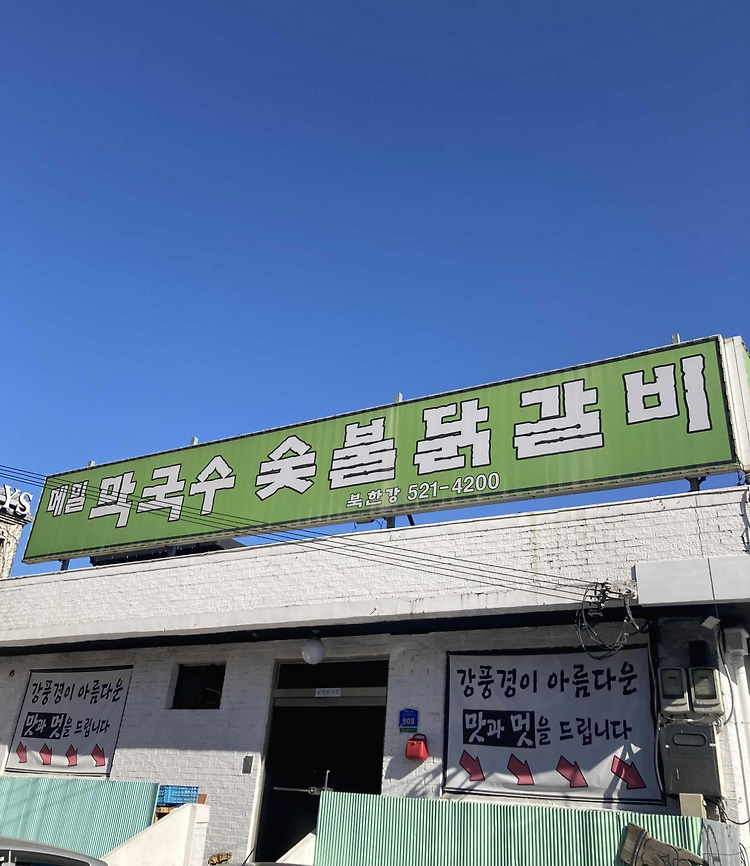 메밀 막국수 숯불닭갈비
북한강 521-4200
YS
강풍경이 아름다운
맛과 멋을 드립니다
908
강풍경이 아름다운
맛과 멋을 드립니다